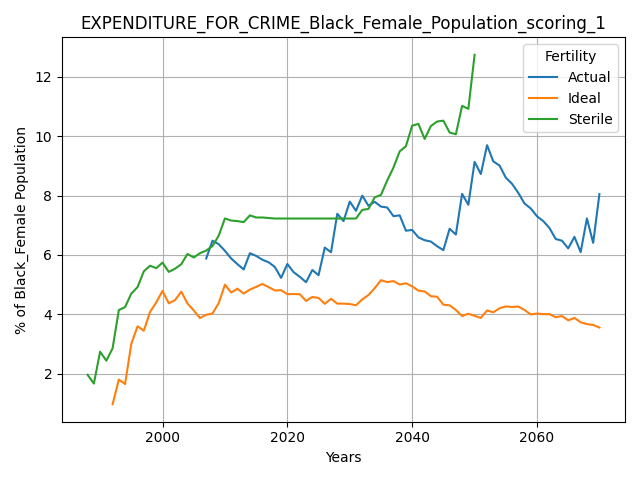 EXPENDITURE_FOR_CRIME_Black_Female_Population_scoring_1
Fertility
Actual
Ideal
Sterile
% of Black_Female Population
12
10
8
6
4
2
2000
2020
2040
2060
Years